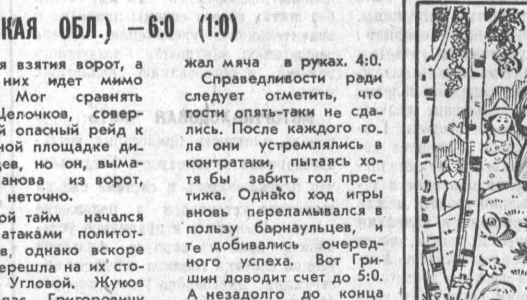 КАЯ ОБЛ.) 6:0 (1:0)
я взятия ворот, а
них идет мимо
Мог сравнять
Целочков, совер-
й опасный рейд к
ной площадке ди-
цев, но он, выма-
анова из ворот,
неточно.
ой тайм начался
атаками иркут-
в, однако вскоре
ерешла на их сто-
Угловой. Жуков
Григоровичу
жал мяча в руках. 4:0.
Справедливости ради
следует отметить, что
гости опять-таки не сда-
лись. После каждого го-
ла они устремлялись в
контратаки, пытаясь хо-
тя бы забить гол прес-
тижа. Однако ход игры
вновь переламывался в
пользу барнаульцев, и
те добивались очеред-
ного успеха. Вот Гри-
шин доводит счет до 5:0.
А незадолго до конца